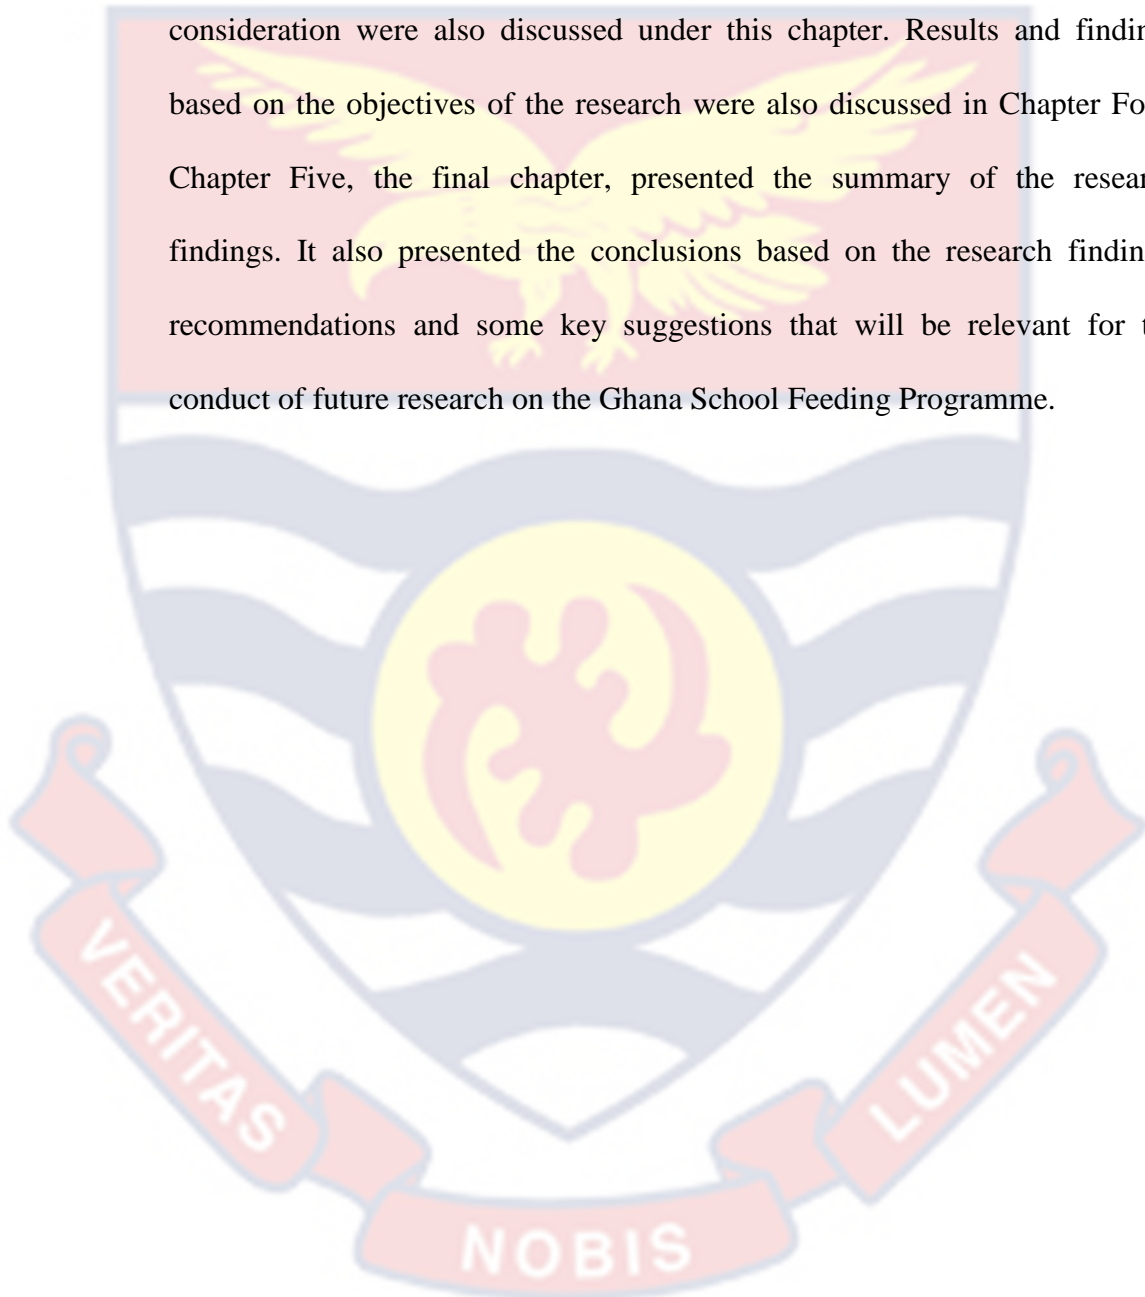 consideration were also discussed under this chapter. Results and findin
based on the objectives of the research were also discussed in Chapter Fo
Chapter Five, the final chapter, presented the summary of the resear
findings. It also presented the conclusions based on the research findin
recommendations and some key suggestions that will be relevant for t
conduct of future research on the Ghana School Feeding Programme.
VERITAS
NOBIS
LUMEN